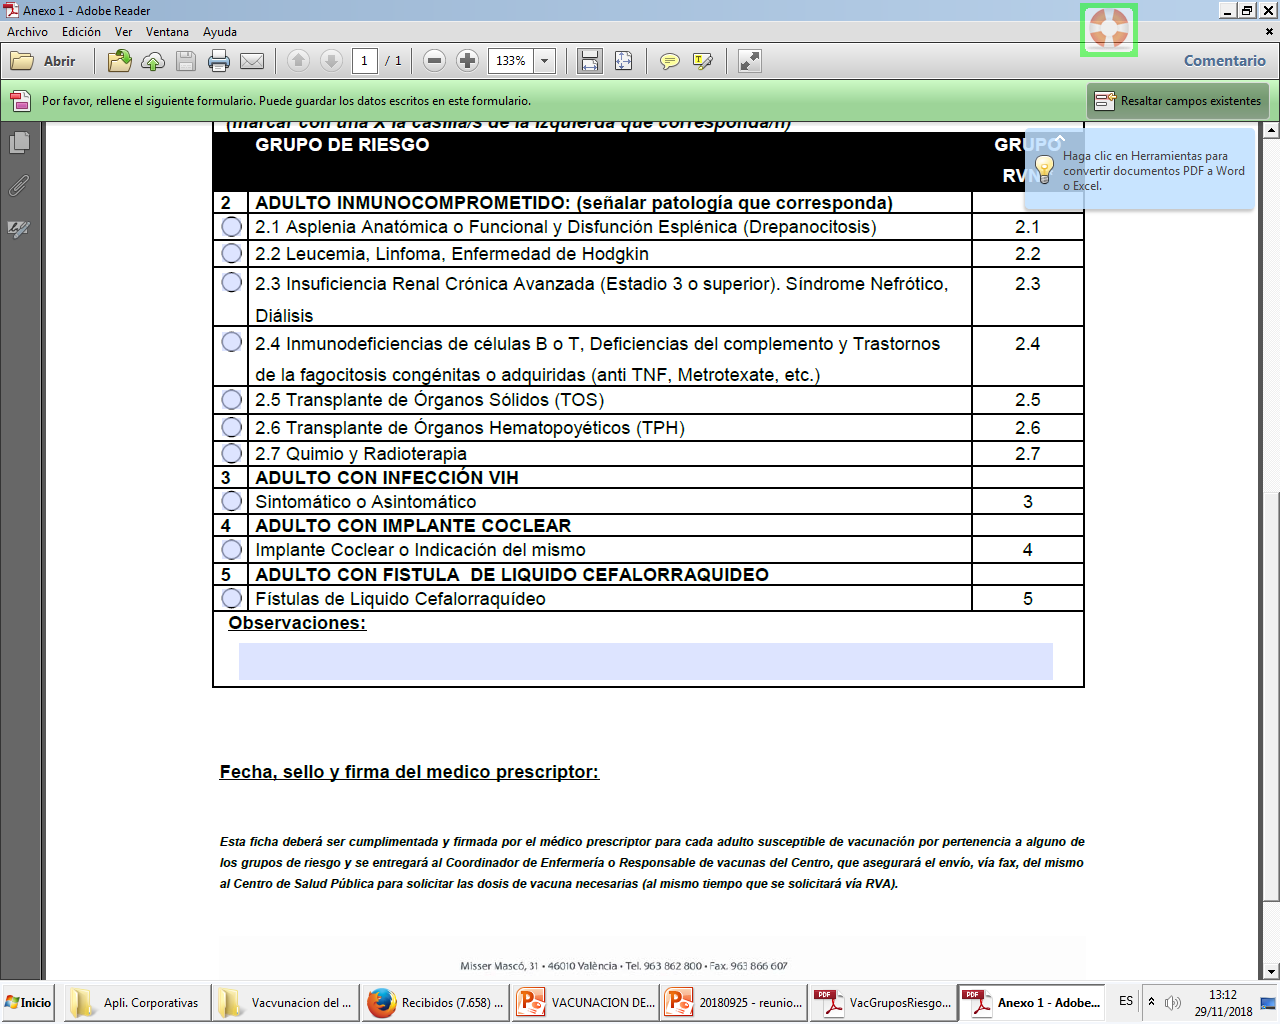 Anexo 1 - Adobe Reader
Archivo Edición Ver Ventana Ayuda
Abrir 1 / 1 133% Comentario
Por favor, rellene el siguiente formulario. Puede guardar los datos escritos en este formulario. Resaltar campos existentes
(marcar con una X la casilla/s de la izquierda que corresponda/n)
GRUPO DE RIESGO GRUPO
Haga clic en Herramientas para
convertir documentos PDF a Word
o Excel.
2 ADULTO INMUNOCOMPROMETIDO: (señalar patología que corresponda)
2.1 Asplenia Anatómica o Funcional y Disfunción Esplénica (Drepanocitosis) 2.1
2.2 Leucemia, Linfoma, Enfermedad de Hodgkin 2.2
2.3 Insuficiencia Renal Crónica Avanzada (Estadio 3 o superior). Síndrome Nefrótico, 2.3
Diálisis
2.4 Inmunodeficiencias de células B o T, Deficiencias del complemento y Trastornos 2.4
de la fagocitosis congénitas o adquiridas (anti TNF, Metrotexate, etc.)
2.5 Transplante de Órganos Sólidos (TOS) 2.5
2.6 Transplante de Órganos Hematopoyéticos (TPH) 2.6
2.7 Quimio y Radioterapia 2.7
3 ADULTO CON INFECCIÓN VIH
Sintomático o Asintomático 3
4 ADULTO CON IMPLANTE COCLEAR
Implante Coclear o Indicación del mismo 4
5 ADULTO CON FISTULA DE LIQUIDO CEFALORRAQUIDEO
Fístulas de Liquido Cefalorraquídeo 5
Observaciones:
Fecha, sello y firma del medico prescriptor:
Esta ficha deberá ser cumplimentada y firmada por el médico prescriptor para cada adulto susceptible de vacunación por pertenencia a alguno de
los grupos de riesgo y se entregará al Coordinador de Enfermería o Responsable de vacunas del Centro, que asegurará el envío, vía fax, del mismo
al Centro de Salud Pública para solicitar las dosis de vacuna necesarias (al mismo tiempo que se solicitará vía RVA).
Misser Mascó, 31 • 46010 València • Tel. 963 862 800 • Fax. 963 866 607
Inicio Apli. Corporativas Vacvunacion del ... Recibidos (7.658) ... VACUNACION DE... 20180925 - reunio... VacGruposRiesgo... Anexo 1 - Adobe... ES 13:12
29/11/2018